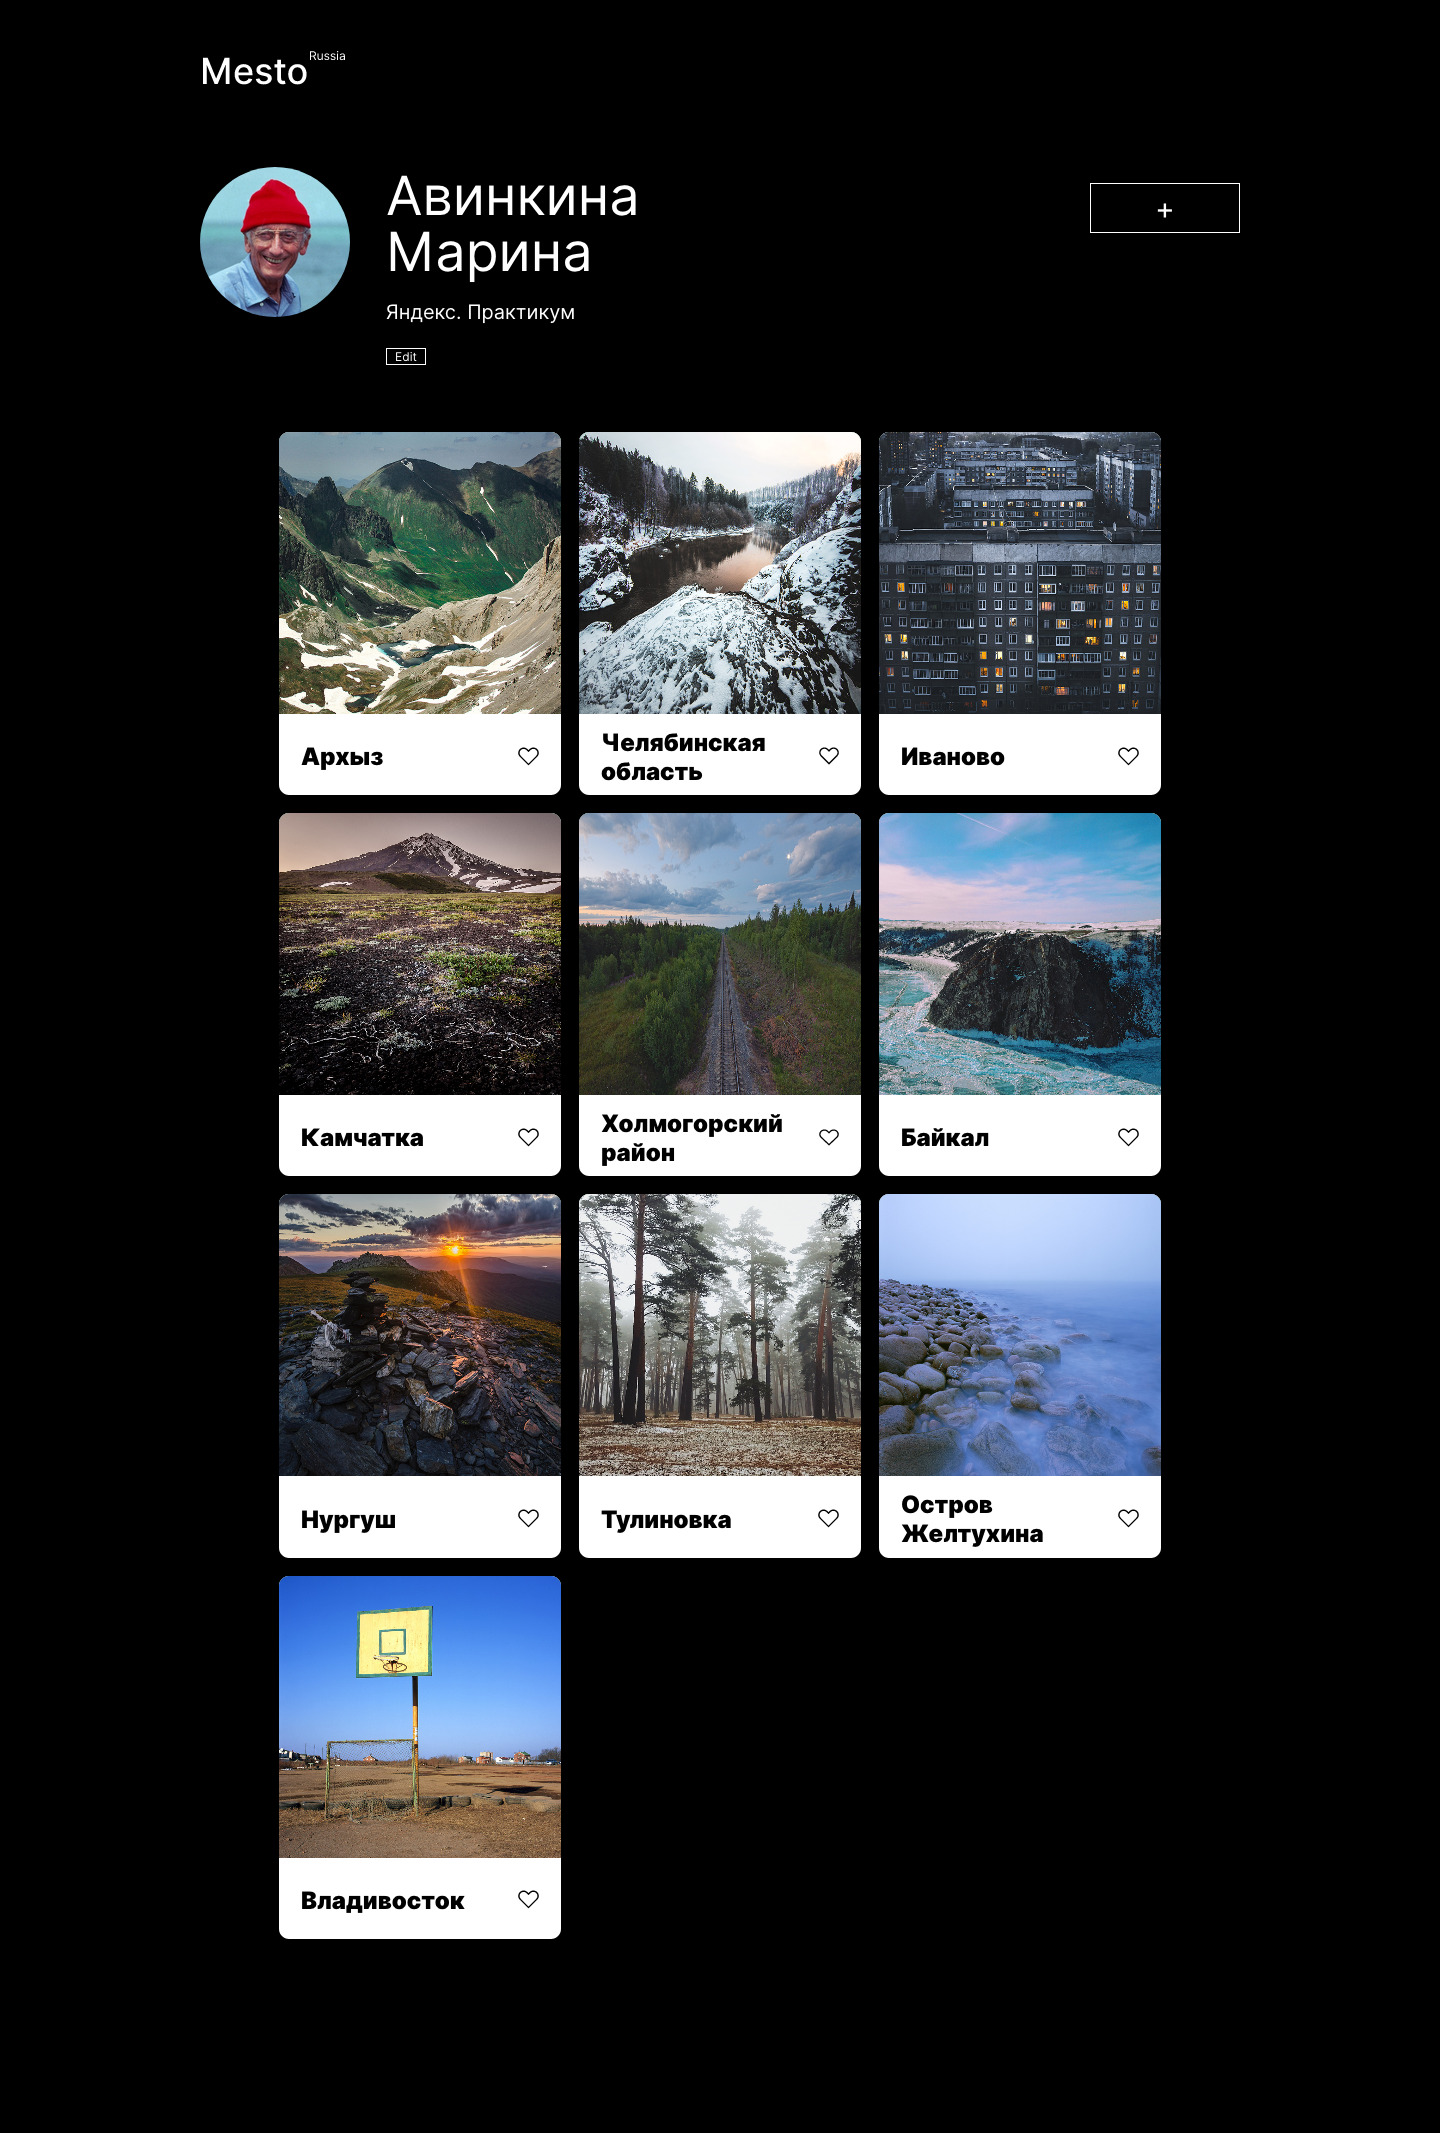 Mesto Russia
Авинкина
Марина
+
Яндекс. Практикум
Edit
Архыз
Челябинская
область
Иваново
Камчатка
Холмогорский
район
Байкал
Нургуш
Тулиновка
Остров
Желтухина
Владивосток